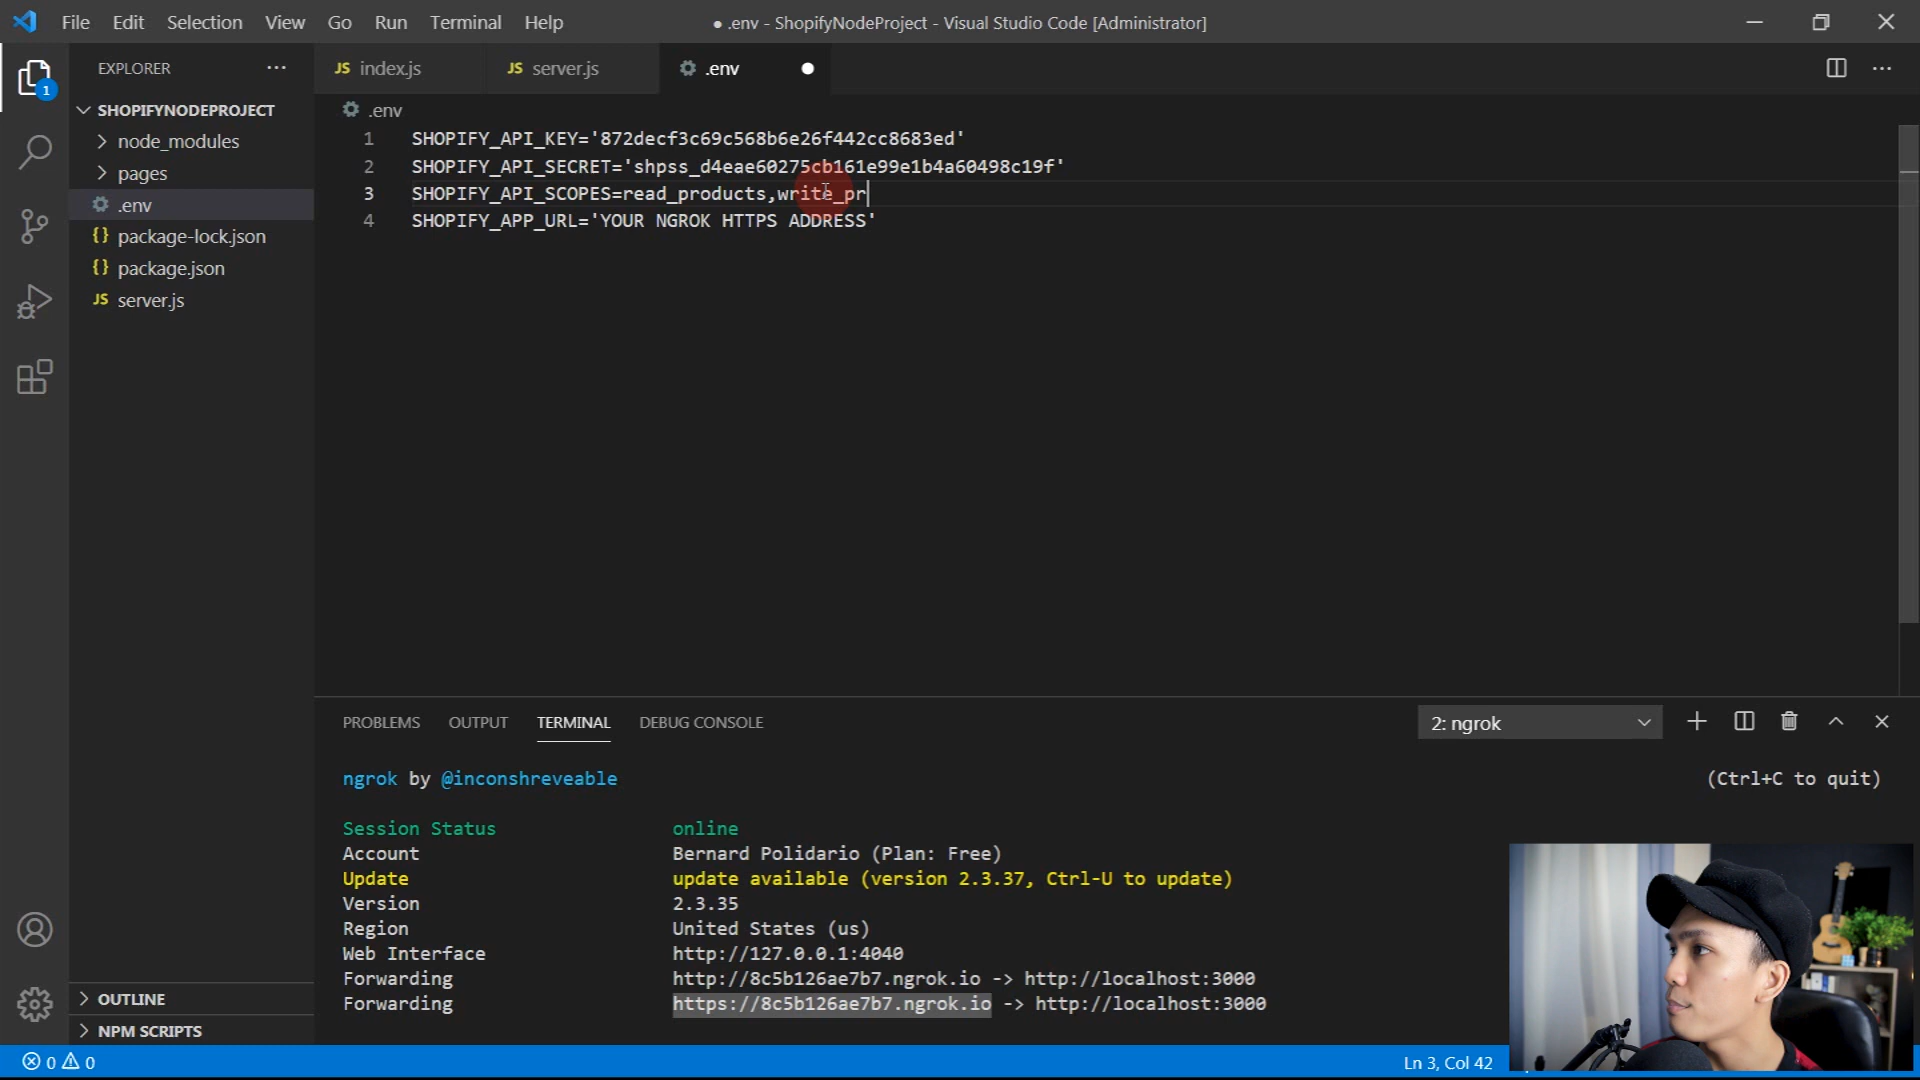 File Edit Selection View Go Run Terminal Help
● .env - ShopifyNodeProject - Visual Studio Code [Administrator]
EXPLORER
JS index.js
JS server.js
.env
SHOPIFYNODEPROJECT
node_modules
pages
.env
{} package-lock.json
{} package.json
JS server.js
1
.env
1 SHOPIFY_API_KEY='872decf3c69c568b6e26f442cc8683ed'
2 SHOPIFY_API_SECRET='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'
3 SHOPIFY_API_SCOPES=read_products,write_pr
4 SHOPIFY_APP_URL='YOUR NGROK HTTPS ADDRESS'
PROBLEMS OUTPUT TERMINAL DEBUG CONSOLE
2: ngrok
ngrok by @inconshreveable (Ctrl+C to quit)
Session Status online
Account Bernard Polidario (Plan: Free)
Update update available (version 2.3.37, Ctrl-U to update)
Version 2.3.35
Region United States (us)
Web Interface http://127.0.0.1:4040
Forwarding http://8c5b126ae7b7.ngrok.io -> http://localhost:3000
Forwarding https://8c5b126ae7b7.ngrok.io -> http://localhost:3000
OUTLINE
NPM SCRIPTS
0 0
Ln 3, Col 42